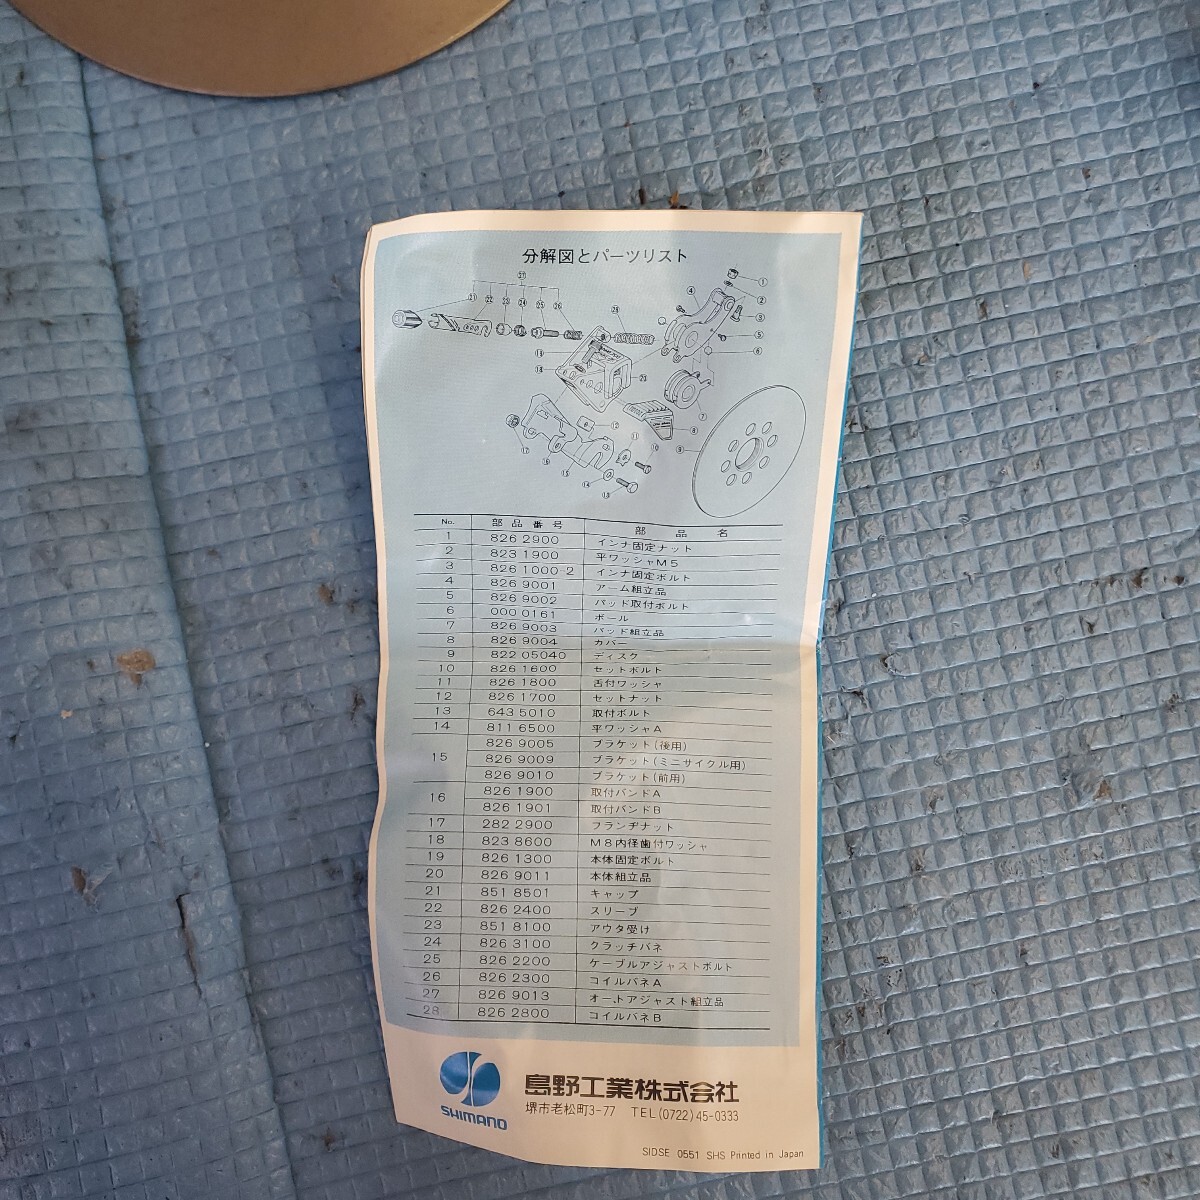 分解図とパーツリスト
No. 部品番号 部品名
1 826 2900 インナ固定ナット
2 823 1900 平ワッシャM5
3 826 1000-2 インナ固定ボルト
4 826 9001 アーム組立品
5 826 9002 パッド取付ボルト
6 000 0161 ボール
7 826 9003 パッド組立品
8 826 9004 カバー
9 822 05040 ディスク
10 826 1600 セットボルト
11 826 1800 舌付ワッシャ
12 826 1700 セットナット
13 643 5010 取付ボルト
14 811 6500 平ワッシャA
15 826 9005 ブラケット(後用)
826 9009 ブラケット(ミニサイクル用)
826 9010 ブラケット(前用)
16 826 1900 取付バンドA
826 1901 取付バンドB
17 282 2900 フランヂナット
18 823 8600 M8内径歯付ワッシャ
19 826 1300 本体固定ボルト
20 826 9011 本体組立品
21 851 8501 キャップ
22 826 2400 スリーブ
23 851 8100 アウタ受け
24 826 3100 クラッチバネ
25 826 2200 ケーブルアジャストボルト
26 826 2300 コイルバネA
27 826 9013 オートアジャスト組立品
28 826 2800 コイルバネB
SHIMANO
島野工業株式会社
堺市老松町3-77 TEL(0722)45-0333
SIDSE 0551 SHS Printed in Japan